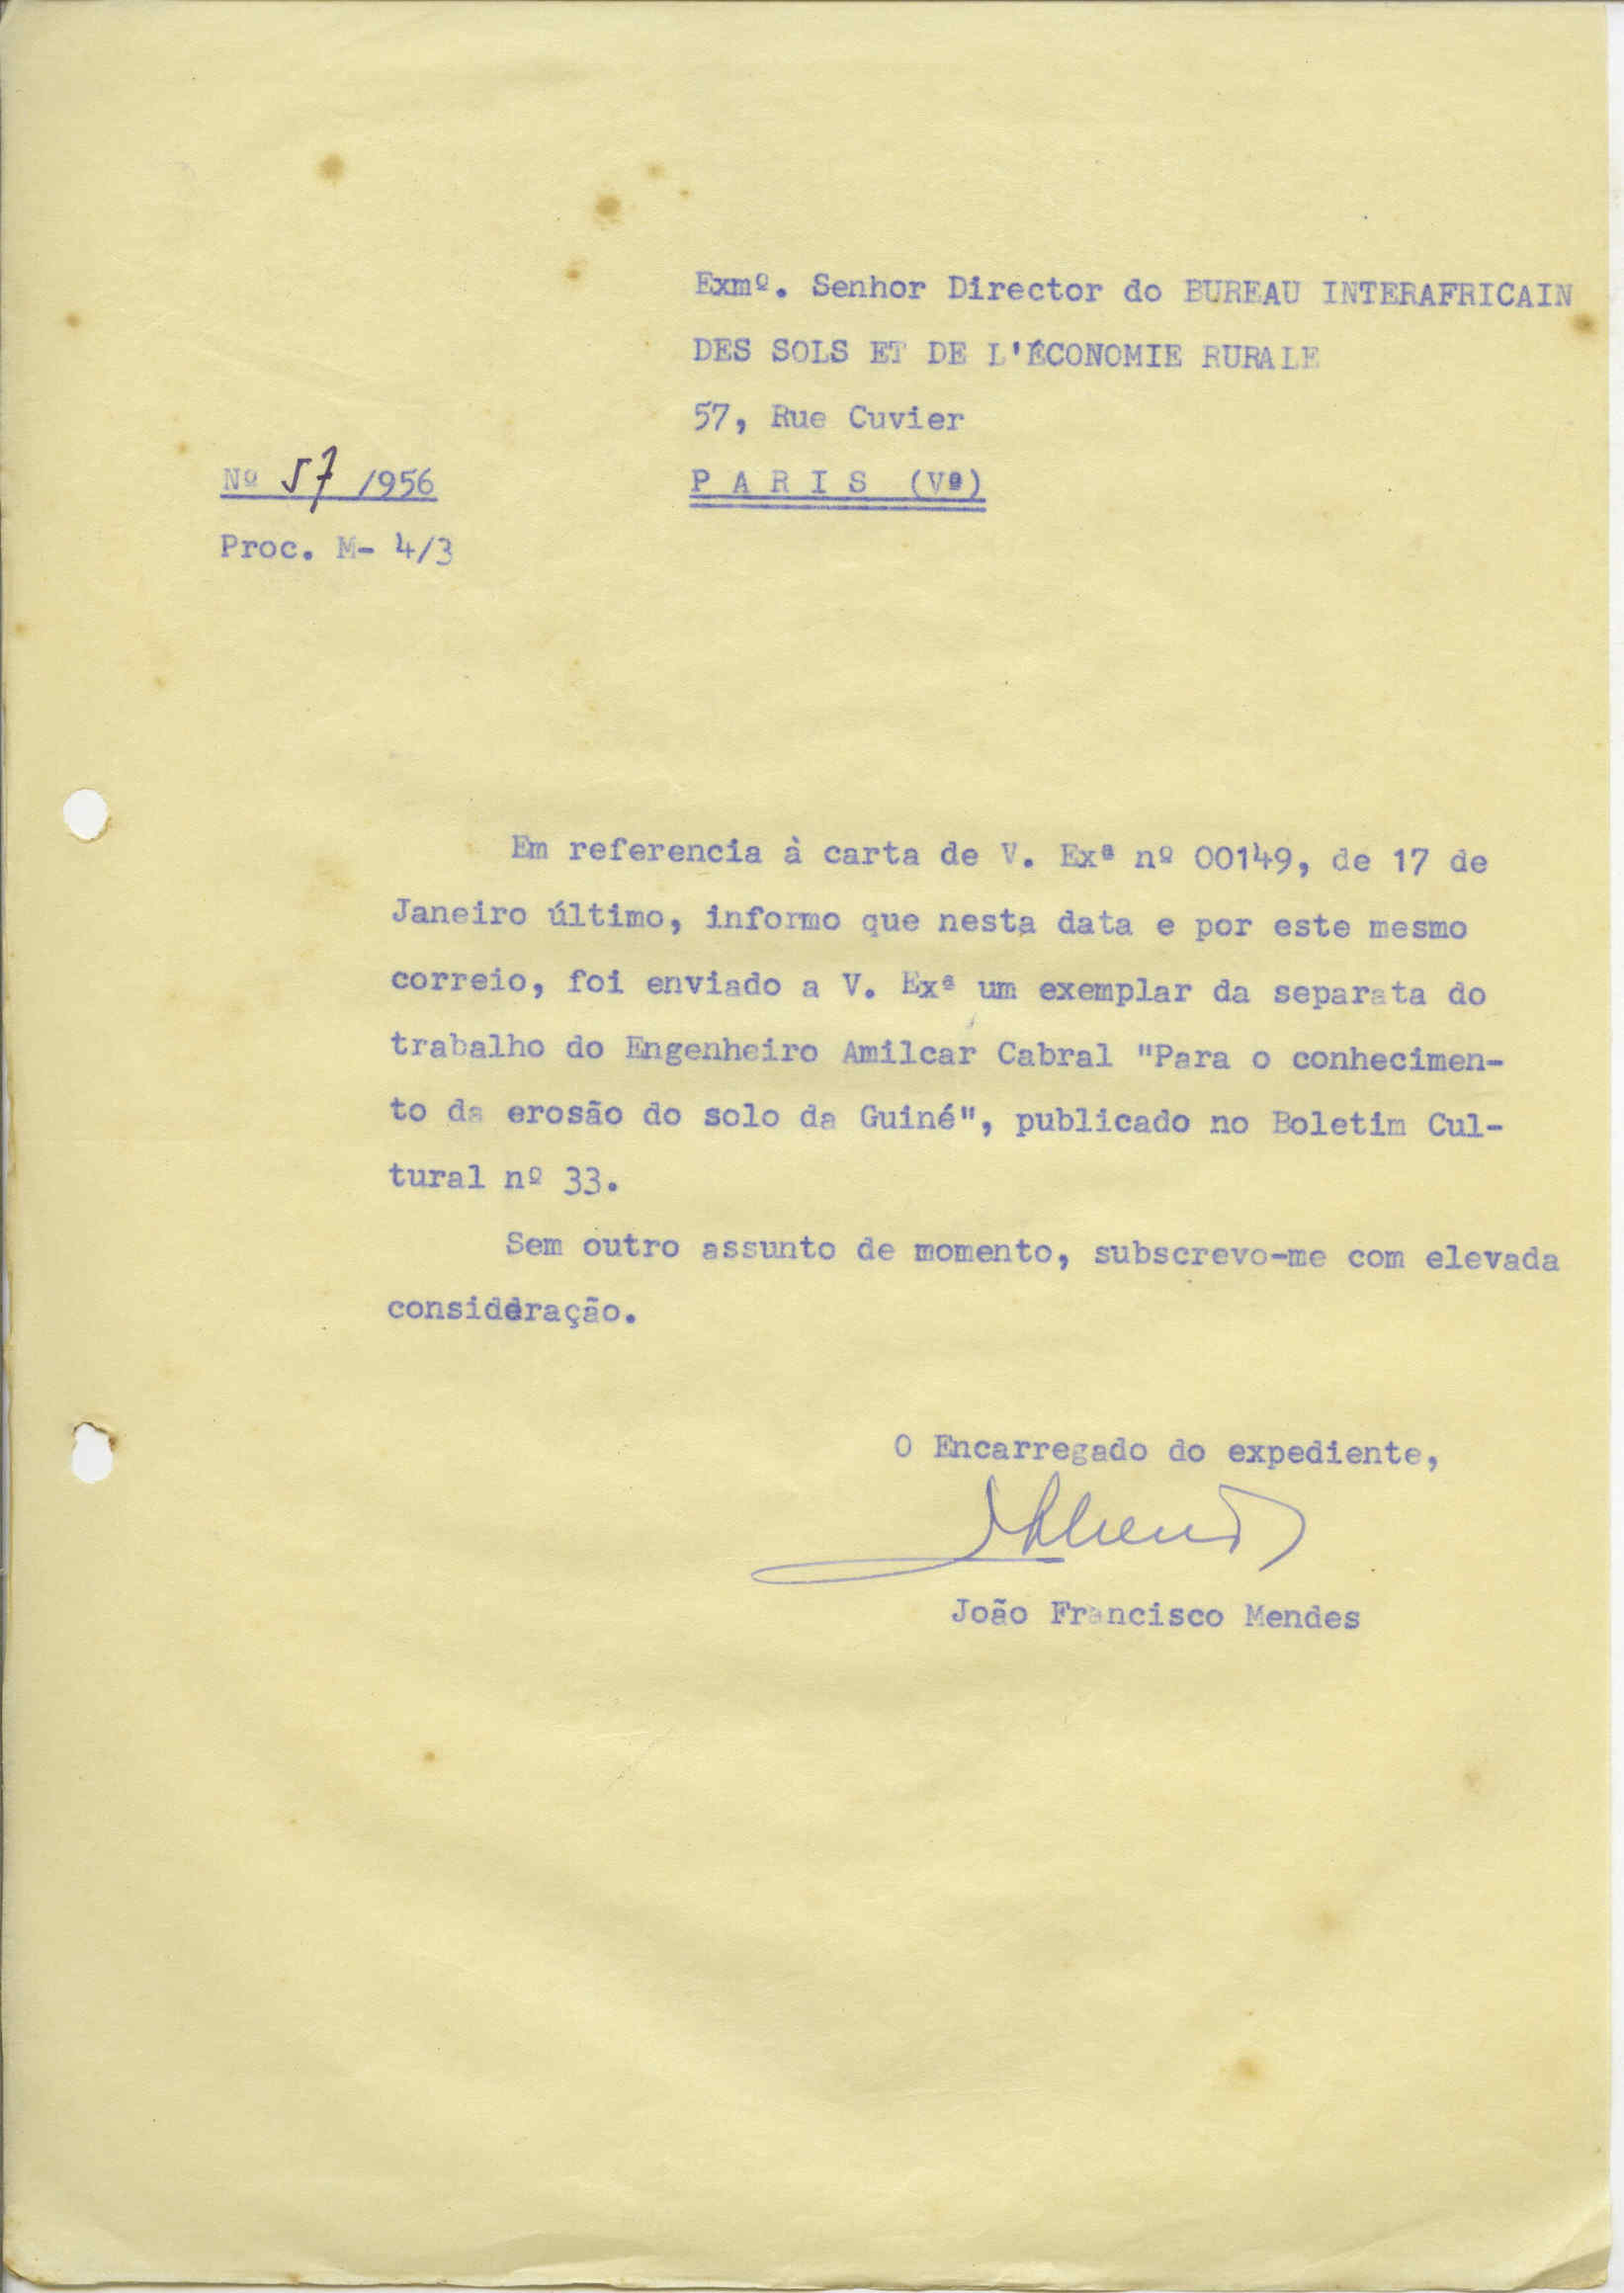 Exmº. Senhor Director do BUREAU INTERAFRICAIN
DES SOLS ET DE L'ÉCONOMIE RURALE
57, Rue Cuvier
P A R I S (Vº)
Nº 57 /956
Proc. M- 4/3
Em referencia à carta de V. Exª nº 00149, de 17 de
Janeiro último, informo que nesta data e por este mesmo
correio, foi enviado a V. Exª um exemplar da separata do
trabalho do Engenheiro Amilcar Cabral "Para o conhecimen-
to da erosão do solo da Guiné", publicado no Boletim Cul-
tural nº 33.
Sem outro assunto de momento, subscrevo-me com elevada
consideração.
O Encarregado do expediente,
João Francisco Mendes